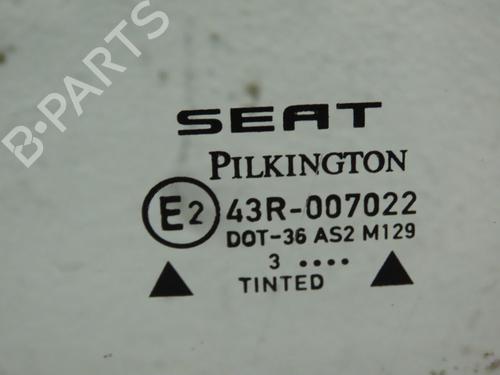 B-PARTS
SEAT
PILKINGTON
E2 43R-007022
DOT-36 AS2 M129
3 ....
TINTED